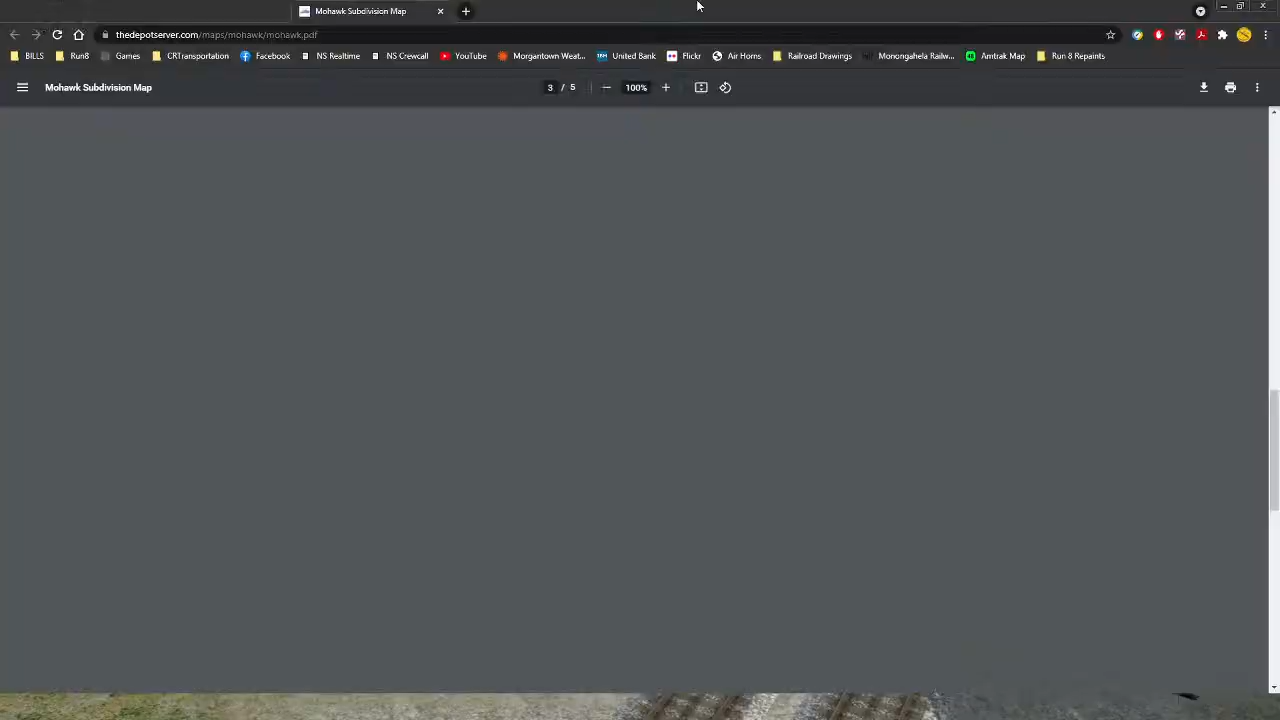 Mohawk Subdivision Map
thedepotserver.com/maps/mohawk/mohawk.pdf
BILLS Run8 Games CRTransportation Facebook NS Realtime NS Crewcall YouTube Morgantown Weat... United Bank Flickr Air Horns Railroad Drawings Monongahela Railw... Amtrak Map Run 8 Repaints
Mohawk Subdivision Map 3 / 5 100%